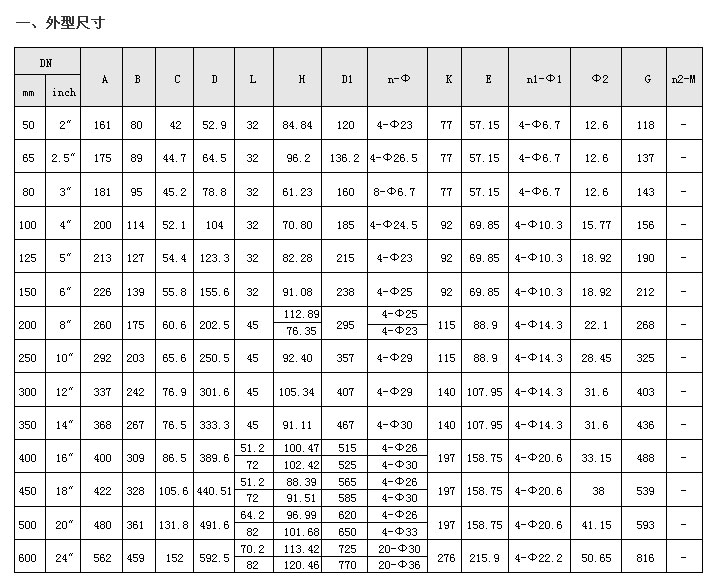 一、外型尺寸
DN A B C D L H D1 n-Φ K E n1-Φ1 Φ2 G n2-M
mm inch
50 2" 161 80 42 52.9 32 84.84 120 4-Φ23 77 57.15 4-Φ6.7 12.6 118 -
65 2.5" 175 89 44.7 64.5 32 96.2 136.2 4-Φ26.5 77 57.15 4-Φ6.7 12.6 137 -
80 3" 181 95 45.2 78.8 32 61.23 160 8-Φ6.7 77 57.15 4-Φ6.7 12.6 143 -
100 4" 200 114 52.1 104 32 70.80 185 4-Φ24.5 92 69.85 4-Φ10.3 15.77 156 -
125 5" 213 127 54.4 123.3 32 82.28 215 4-Φ23 92 69.85 4-Φ10.3 18.92 190 -
150 6" 226 139 55.8 155.6 32 91.08 238 4-Φ25 92 69.85 4-Φ10.3 18.92 212 -
112.89 4-Φ25
200 8" 260 175 60.6 202.5 45 295 115 88.9 4-Φ14.3 22.1 268 -
76.35 4-Φ23
250 10" 292 203 65.6 250.5 45 92.40 357 4-Φ29 115 88.9 4-Φ14.3 28.45 325 -
300 12" 337 242 76.9 301.6 45 105.34 407 4-Φ29 140 107.95 4-Φ14.3 31.6 403 -
350 14" 368 267 76.5 333.3 45 91.11 467 4-Φ30 140 107.95 4-Φ14.3 31.6 436 -
51.2 100.47 515 4-Φ26
400 16" 400 309 86.5 389.6 197 158.75 4-Φ20.6 33.15 488 -
72 102.42 525 4-Φ30
51.2 88.39 565 4-Φ26
450 18" 422 328 105.6 440.51 197 158.75 4-Φ20.6 38 539 -
72 91.51 585 4-Φ30
64.2 96.99 620 4-Φ26
500 20" 480 361 131.8 491.6 197 158.75 4-Φ20.6 41.15 593 -
82 101.68 650 4-Φ33
70.2 113.42 725 20-Φ30
600 24" 562 459 152 592.5 276 215.9 4-Φ22.2 50.65 816 -
82 120.46 770 20-Φ36